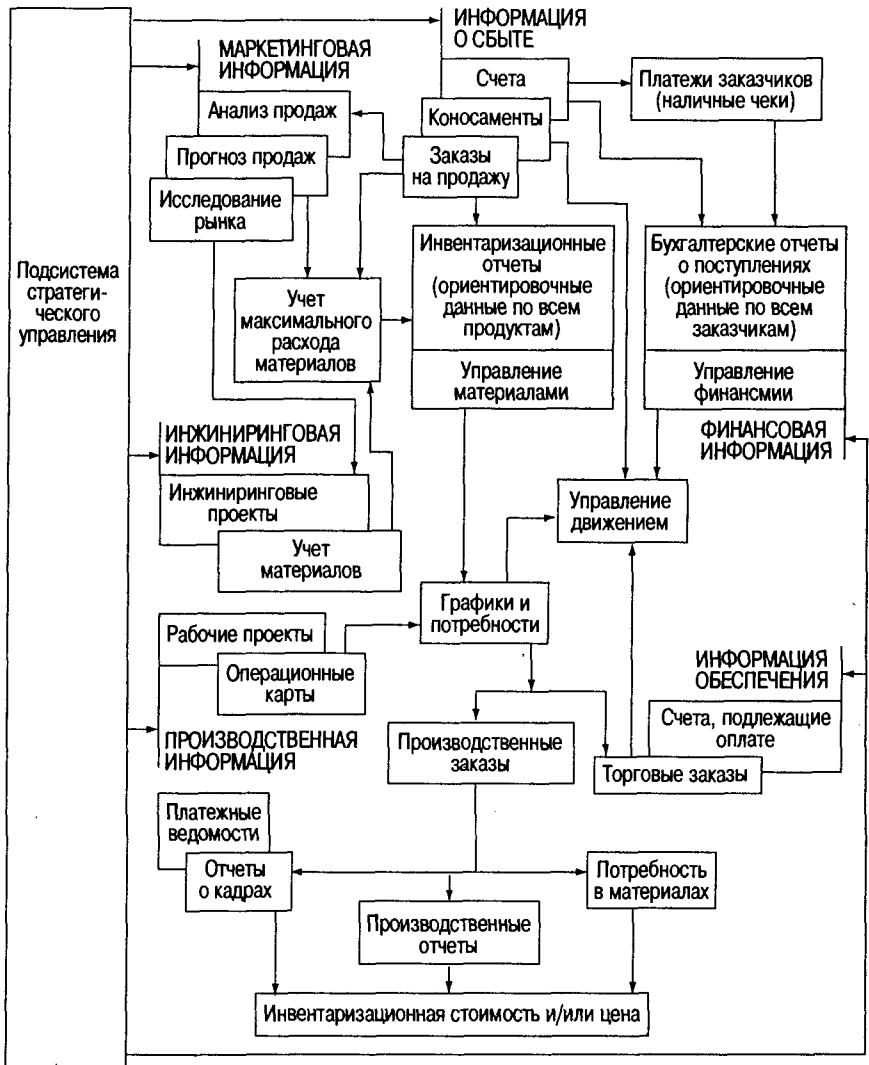 ИНФОРМАЦИЯ
О СБЫТЕ
МАРКЕТИНГОВАЯ
ИНФОРМАЦИЯ
Счета
Платежи заказчиков
(наличные чеки)
Анализ продаж
Коносаменты
Прогноз продаж
Заказы
на продажу
Исследование
рынка
Подсистема
стратеги-
ческого
управления
Инвентаризационные
отчеты
(ориентировочные
данные по всем
продуктам)
Бухгалтерские отчеты
о поступлениях
(ориентировочные
данные по всем
заказчикам)
Учет
максимального
расхода
материалов
Управление
материалами
Управление
финансмии
ИНЖИНИРИНГОВАЯ
ИНФОРМАЦИЯ
ФИНАНСОВАЯ
ИНФОРМАЦИЯ
Инжиниринговые
проекты
Управление
движением
Учет
материалов
Графики и
потребности
Рабочие проекты
Операционные
карты
ИНФОРМАЦИЯ
ОБЕСПЕЧЕНИЯ
Счета, подлежащие
оплате
ПРОИЗВОДСТВЕННАЯ
ИНФОРМАЦИЯ
Производственные
заказы
Торговые заказы
Платежные
ведомости
Отчеты
о кадрах
Потребность
в материалах
Производственные
отчеты
Инвентаризационная стоимость и/или цена